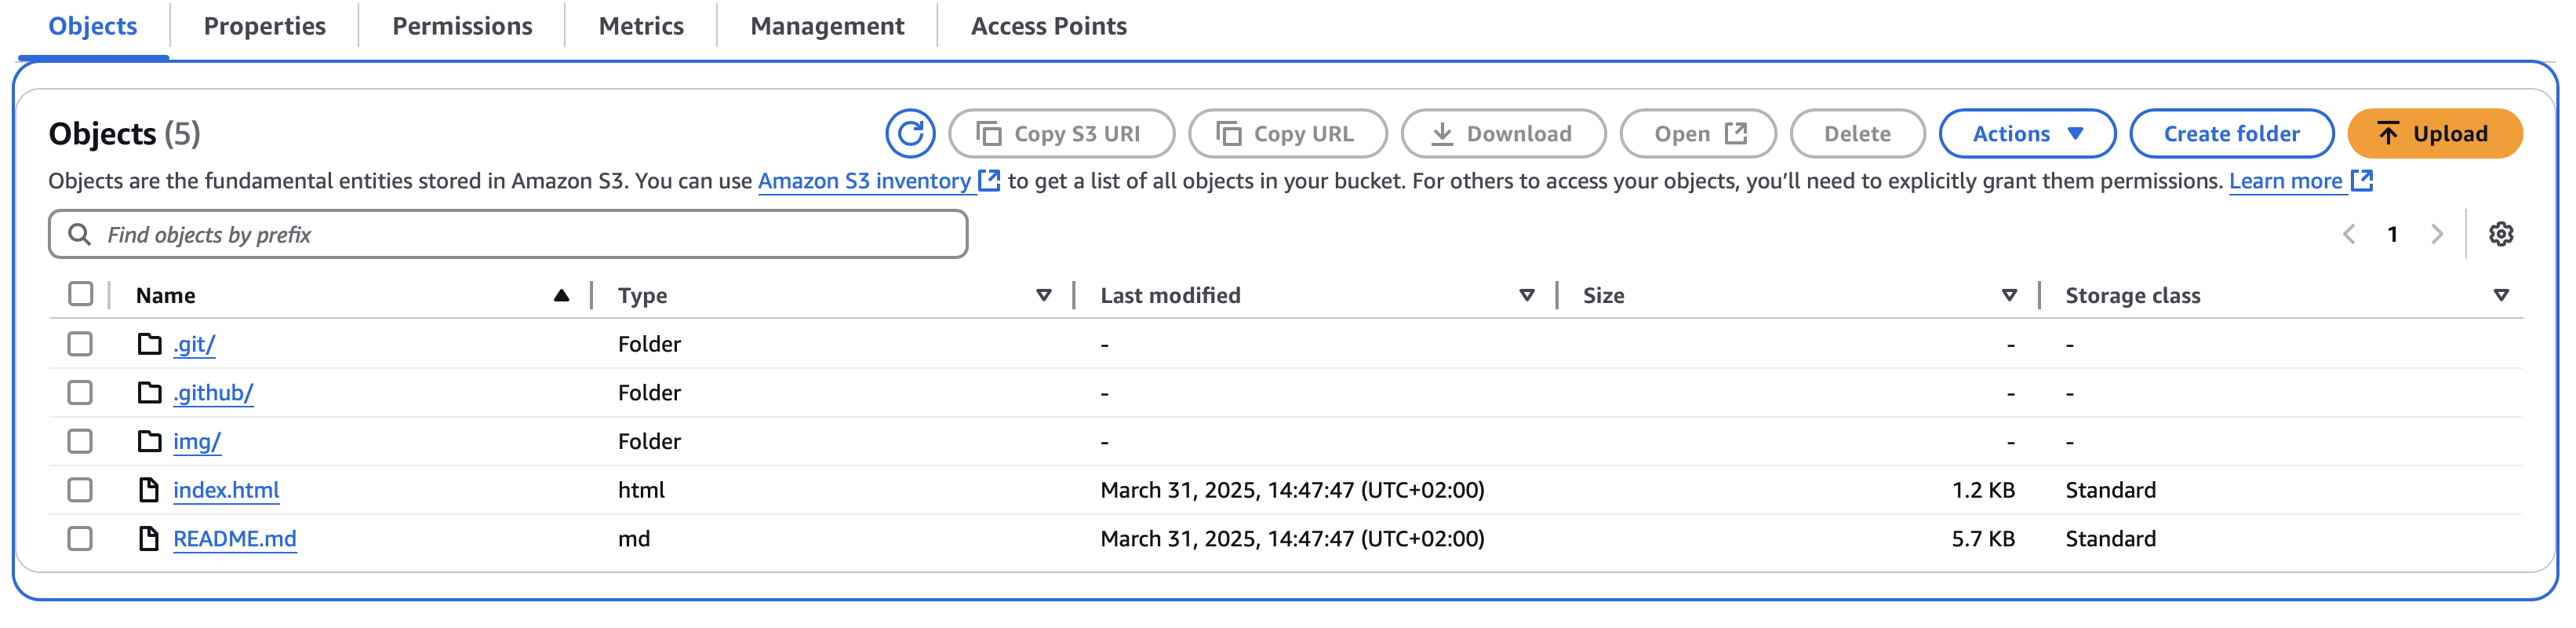 Objects Properties Permissions Metrics Management Access Points
Objects (5) Copy S3 URI Copy URL Download Open Delete Actions Create folder Upload
Objects are the fundamental entities stored in Amazon S3. You can use Amazon S3 inventory to get a list of all objects in your bucket. For others to access your objects, you’ll need to explicitly grant them permissions. Learn more
Find objects by prefix 1
Name Type Last modified Size Storage class
.git/ Folder - - -
.github/ Folder - - -
img/ Folder - - -
index.html html March 31, 2025, 14:47:47 (UTC+02:00) 1.2 KB Standard
README.md md March 31, 2025, 14:47:47 (UTC+02:00) 5.7 KB Standard